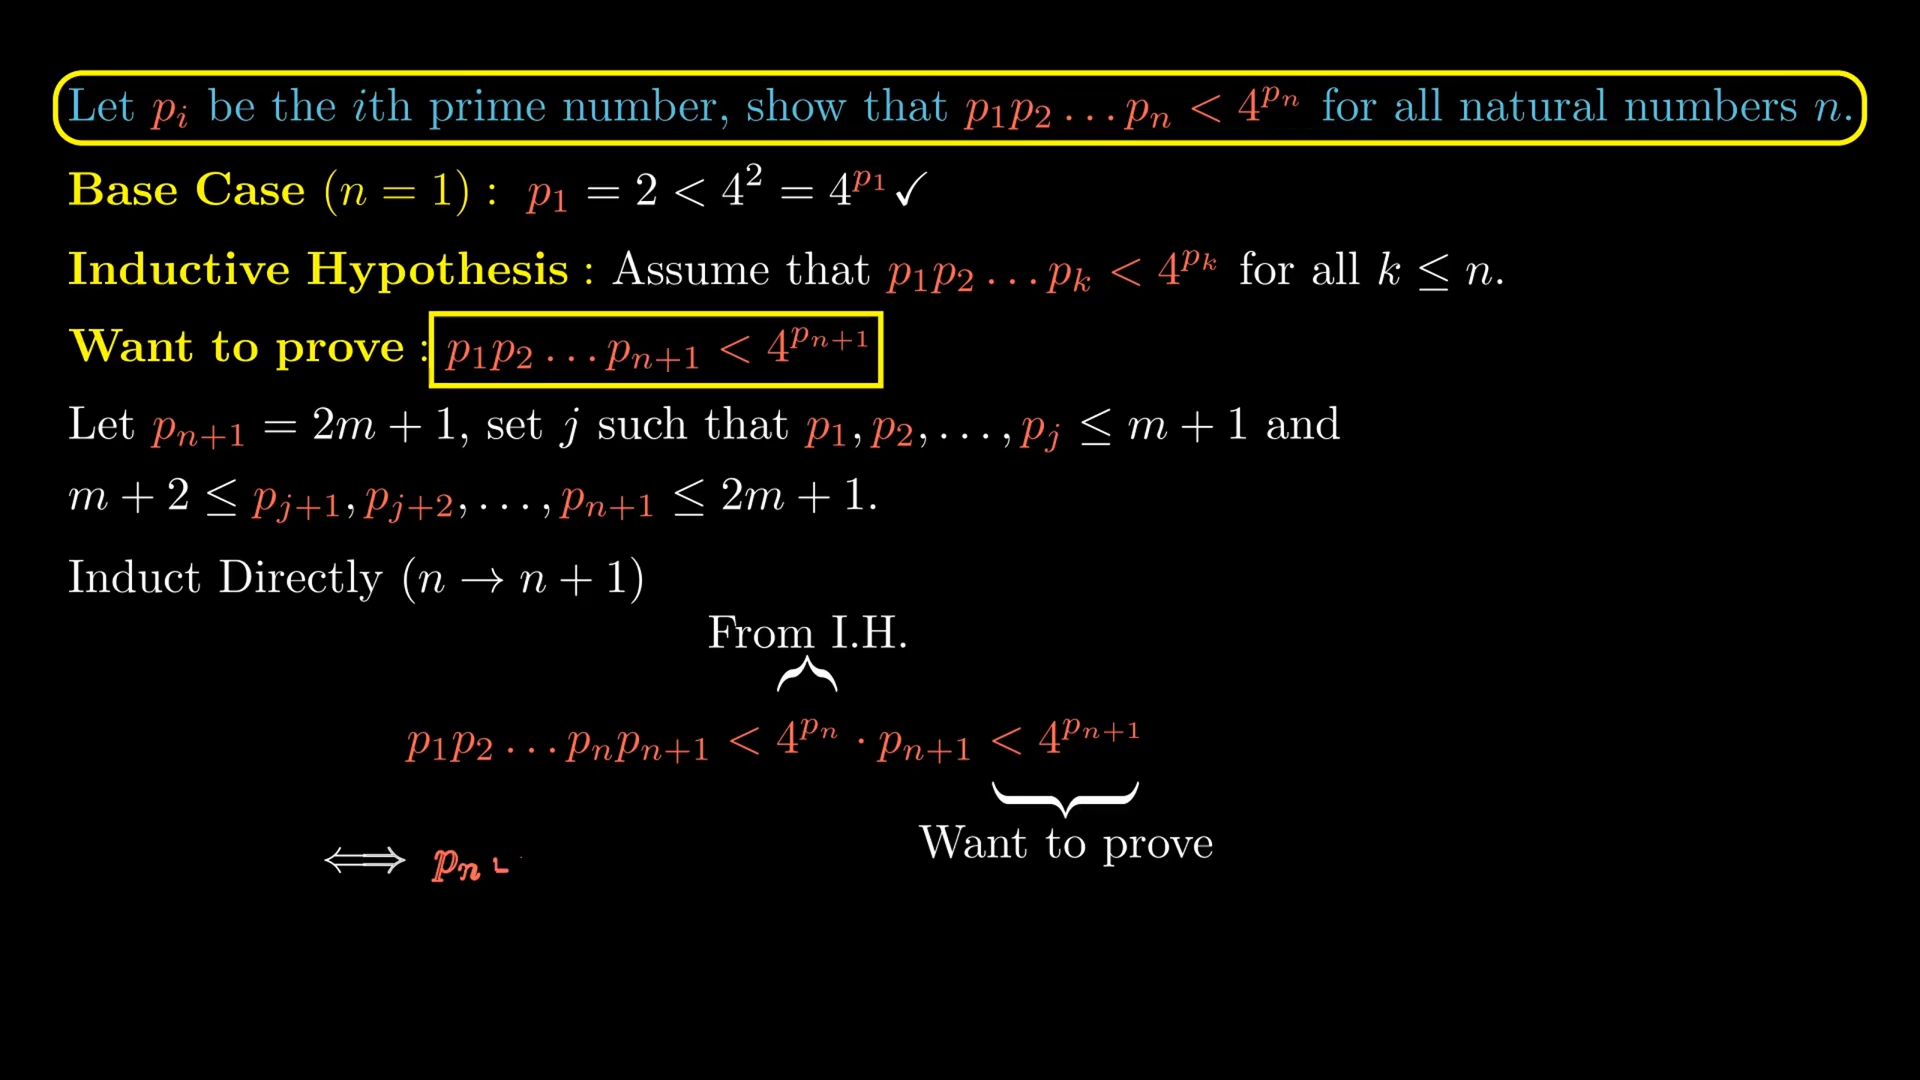 Let p_i be the ith prime number, show that p_1p_2 … p_n < 4^{p_n} for all natural numbers n.
Base Case (n = 1) : p_1 = 2 < 4^2 = 4^{p_1} ✓
Inductive Hypothesis : Assume that p_1p_2 … p_k < 4^{p_k} for all k ≤ n.
Want to prove : p_1p_2 … p_{n+1} < 4^{p_{n+1}}
Let p_{n+1} = 2m + 1, set j such that p_1, p_2, …, p_j ≤ m + 1 and
m + 2 ≤ p_{j+1}, p_{j+2}, …, p_{n+1} ≤ 2m + 1.
Induct Directly (n → n + 1)
From I.H.
p_1p_2 … p_np_{n+1} < 4^{p_n} · p_{n+1} < 4^{p_{n+1}}
Want to prove
⟺ p_n